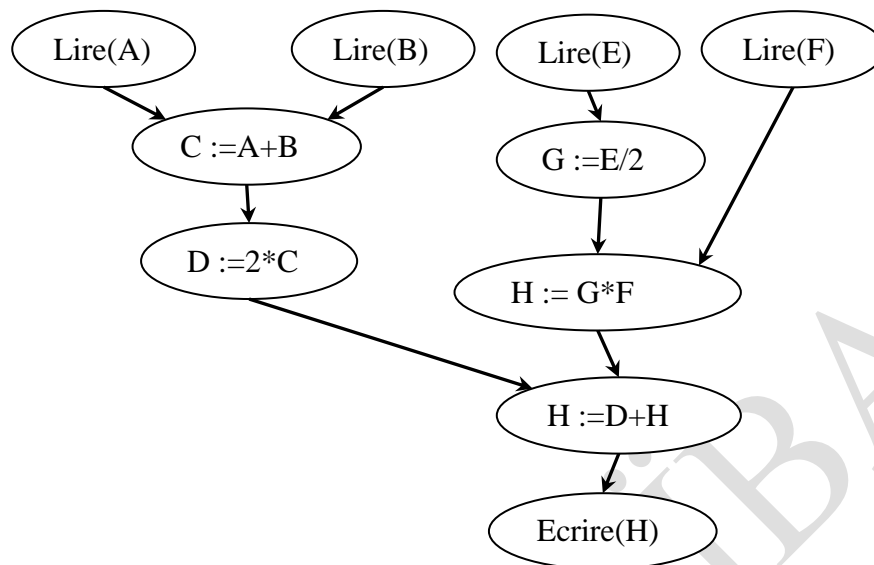 Lire(A)
Lire(B)
Lire(E)
Lire(F)
C :=A+B
G :=E/2
D :=2*C
H := G*F
H :=D+H
Ecrire(H)